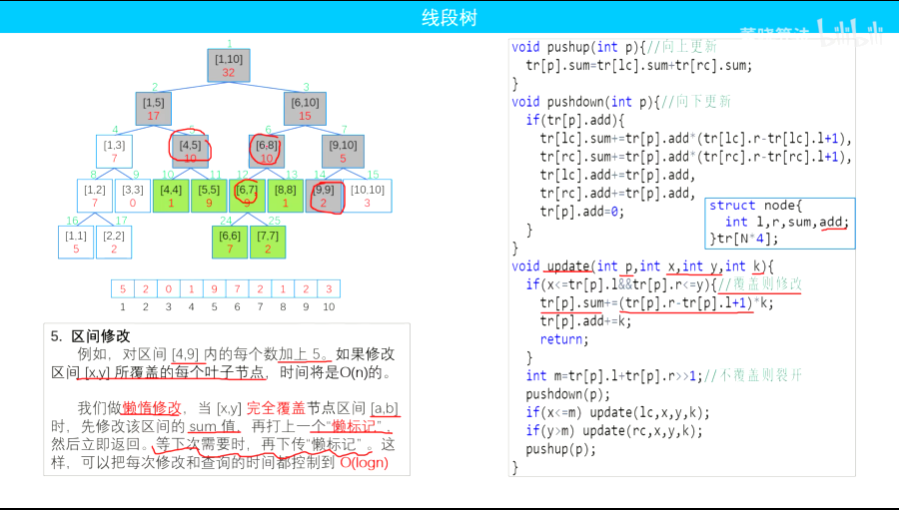 线段树
董晓算法 bilibili
1
[1,10]
32
2 3
[1,5] [6,10]
17 15
4 5 6 7
[1,3] [4,5] [6,8] [9,10]
7 10 10 5
8 9 10 11 12 13 14 15
[1,2] [3,3] [4,4] [5,5] [6,7] [8,8] [9,9] [10,10]
7 0 1 9 9 1 2 3
16 17 24 25
[1,1] [2,2] [6,6] [7,7]
5 2 7 2
5 2 0 1 9 7 2 1 2 3
1 2 3 4 5 6 7 8 9 10
5. 区间修改
例如，对区间 [4,9] 内的每个数加上 5。如果修改
区间 [x,y] 所覆盖的每个叶子节点，时间将是O(n)的。
我们做懒惰修改，当 [x,y] 完全覆盖节点区间 [a,b]
时，先修改该区间的 sum 值，再打上一个“懒标记”，
然后立即返回。等下次需要时，再下传“懒标记”。这
样，可以把每次修改和查询的时间都控制到 O(logn)
void pushup(int p){//向上更新
tr[p].sum=tr[lc].sum+tr[rc].sum;
}
void pushdown(int p){//向下更新
if(tr[p].add){
tr[lc].sum+=tr[p].add*(tr[lc].r-tr[lc].l+1),
tr[rc].sum+=tr[p].add*(tr[rc].r-tr[rc].l+1),
tr[lc].add+=tr[p].add,
tr[rc].add+=tr[p].add,
tr[p].add=0;
}
}
struct node{
int l,r,sum,add;
}tr[N*4];
void update(int p,int x,int y,int k){
if(x<=tr[p].l&&tr[p].r<=y){//覆盖则修改
tr[p].sum+=(tr[p].r-tr[p].l+1)*k;
tr[p].add+=k;
return;
}
int m=tr[p].l+tr[p].r>>1;//不覆盖则裂开
pushdown(p);
if(x<=m) update(lc,x,y,k);
if(y>m) update(rc,x,y,k);
pushup(p);
}